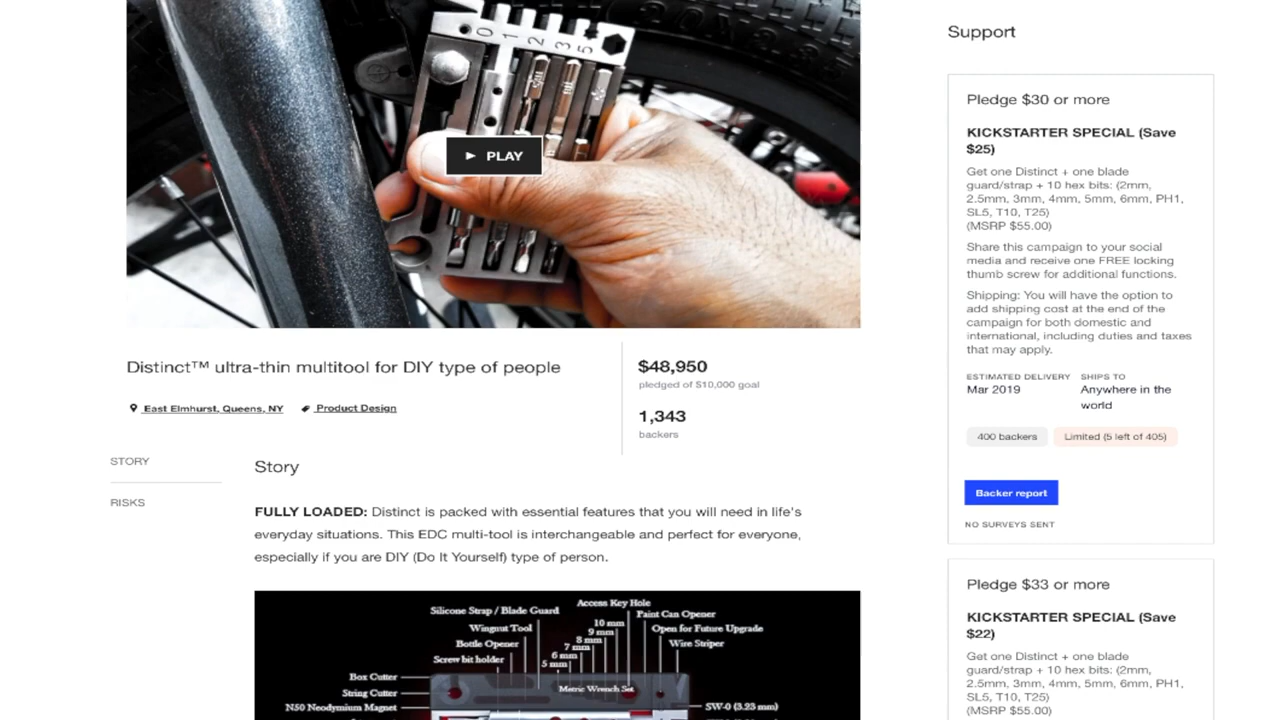 0 1 2 3 5
PLAY
Distinct™ ultra-thin multitool for DIY type of people
East Elmhurst, Queens, NY
Product Design
$48,950
pledged of $10,000 goal
1,343
backers
STORY
RISKS
Story
FULLY LOADED: Distinct is packed with essential features that you will need in life's
everyday situations. This EDC multi-tool is interchangeable and perfect for everyone,
especially if you are DIY (Do It Yourself) type of person.
Access Key Hole
Silicone Strap / Blade Guard
Paint Can Opener
10 mm
Wingnut Tool
Open for Future Upgrade
9 mm
8 mm
Bottle Opener
Wire Striper
7 mm
6 mm
Screw bit holder
5 mm
Box Cutter
Metric Wrench Set
String Cutter
N50 Neodymium Magnet
SW-0 (3.23 mm)
Support
Pledge $30 or more
KICKSTARTER SPECIAL (Save
$25)
Get one Distinct + one blade
guard/strap + 10 hex bits: (2mm,
2.5mm, 3mm, 4mm, 5mm, 6mm, PH1,
SL5, T10, T25)
(MSRP $55.00)
Share this campaign to your social
media and receive one FREE locking
thumb screw for additional functions.
Shipping: You will have the option to
add shipping cost at the end of the
campaign for both domestic and
international, including duties and taxes
that may apply.
ESTIMATED DELIVERY
Mar 2019
SHIPS TO
Anywhere in the
world
400 backers
Limited (5 left of 405)
Backer report
NO SURVEYS SENT
Pledge $33 or more
KICKSTARTER SPECIAL (Save
$22)
Get one Distinct + one blade
guard/strap + 10 hex bits: (2mm,
2.5mm, 3mm, 4mm, 5mm, 6mm, PH1,
SL5, T10, T25)
(MSRP $55.00)